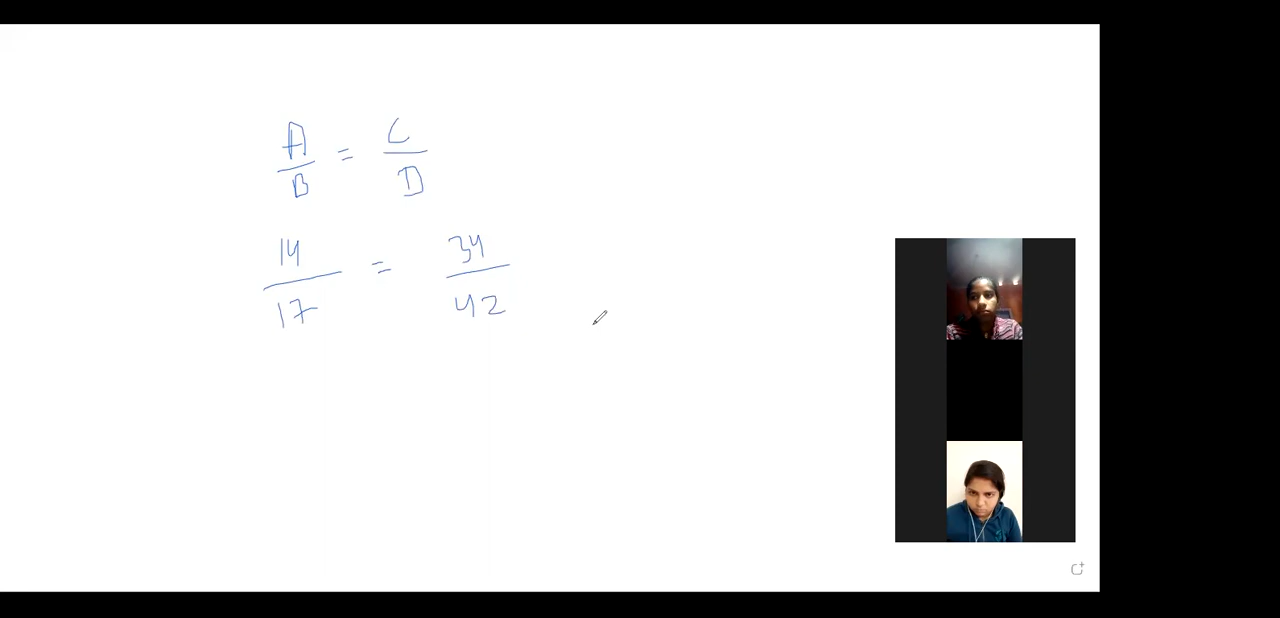 A/B = C/D
14/17 = 34/42